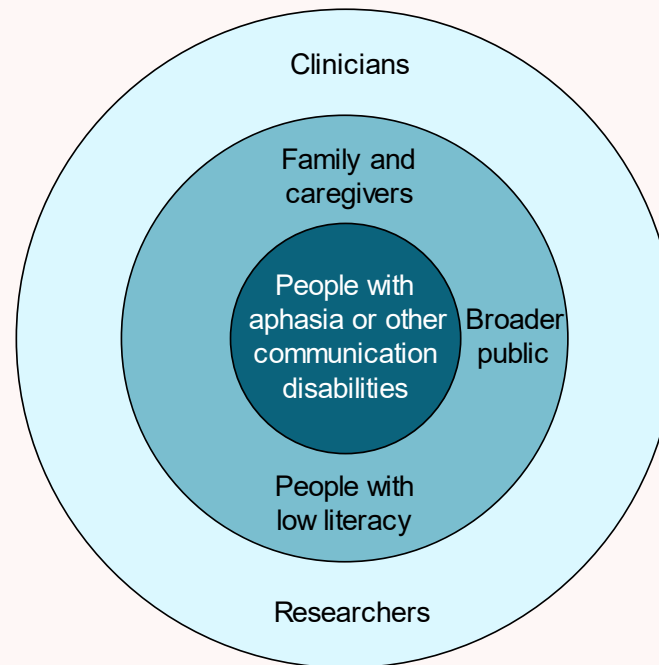 Clinicians
Family and
caregivers
People with
aphasia or other
communication
disabilities
Broader
public
People with
low literacy
Researchers